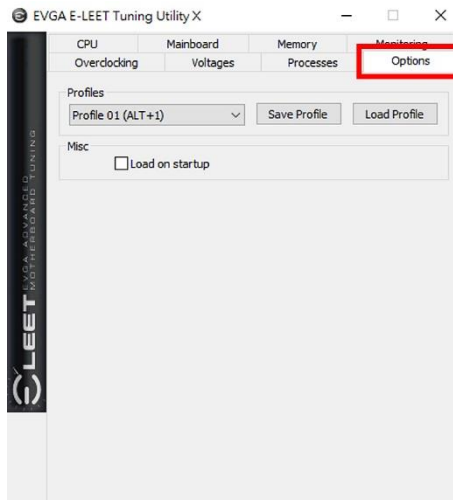 EVGA E-LEET Tuning Utility X
CPU Mainboard Memory Monitoring
Overclocking Voltages Processes Options
Profiles
Profile 01 (ALT+1) Save Profile Load Profile
Misc
Load on startup
E-LEET EVGA ADVANCED
MOTHERBOARD TUNING